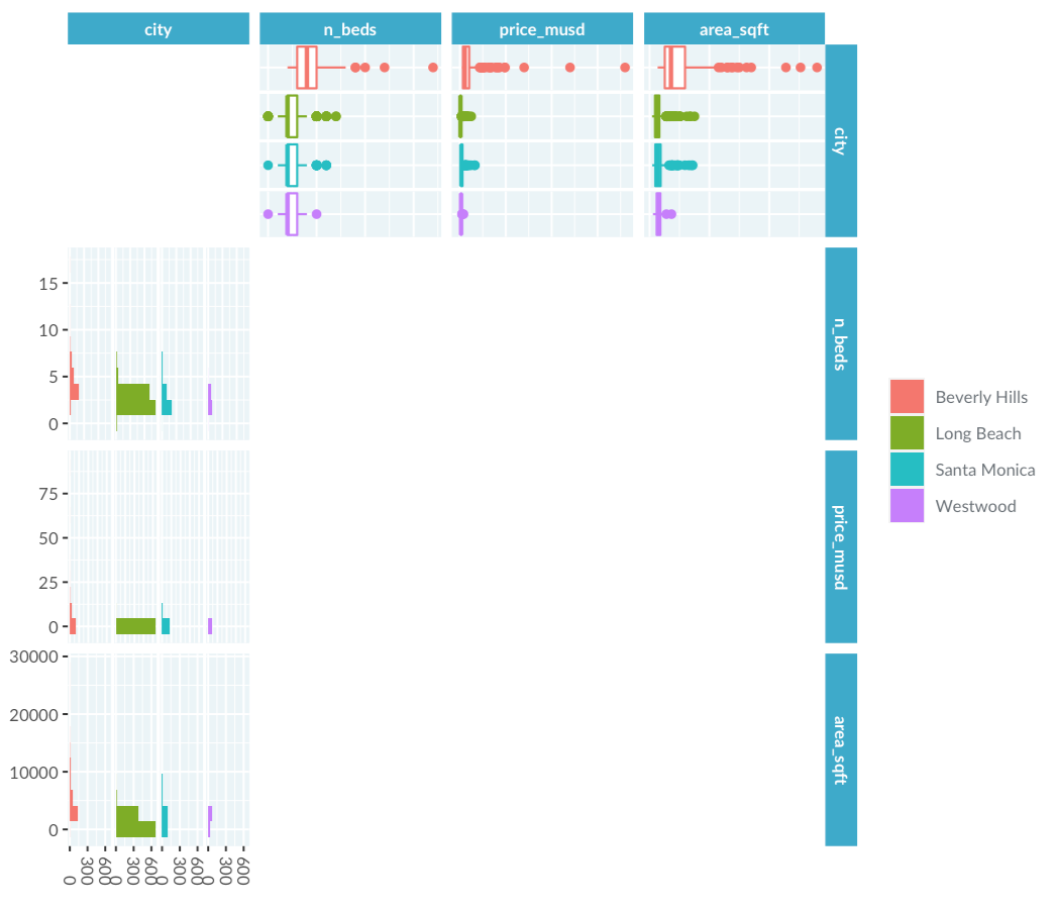 city n_beds price_musd area_sqft
city
15
10
5
0
n_beds
Beverly Hills
Long Beach
Santa Monica
Westwood
75
50
25
0
price_musd
30000
20000
10000
0
area_sqft
0 300 600 0 300 600 0 300 600 0 300 600